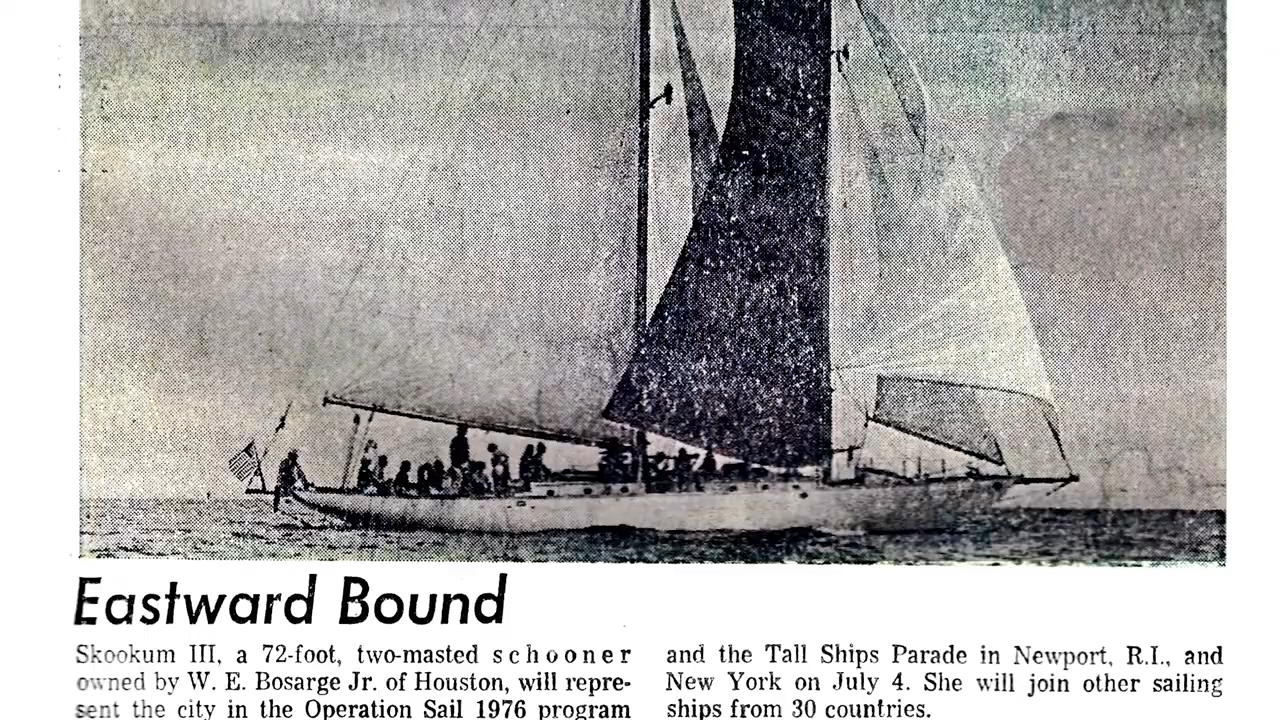 Eastward Bound
Skookum III, a 72-foot, two-masted schooner
owned by W. E. Bosarge Jr. of Houston, will repre-
sent the city in the Operation Sail 1976 program
and the Tall Ships Parade in Newport, R.I., and
New York on July 4. She will join other sailing
ships from 30 countries.